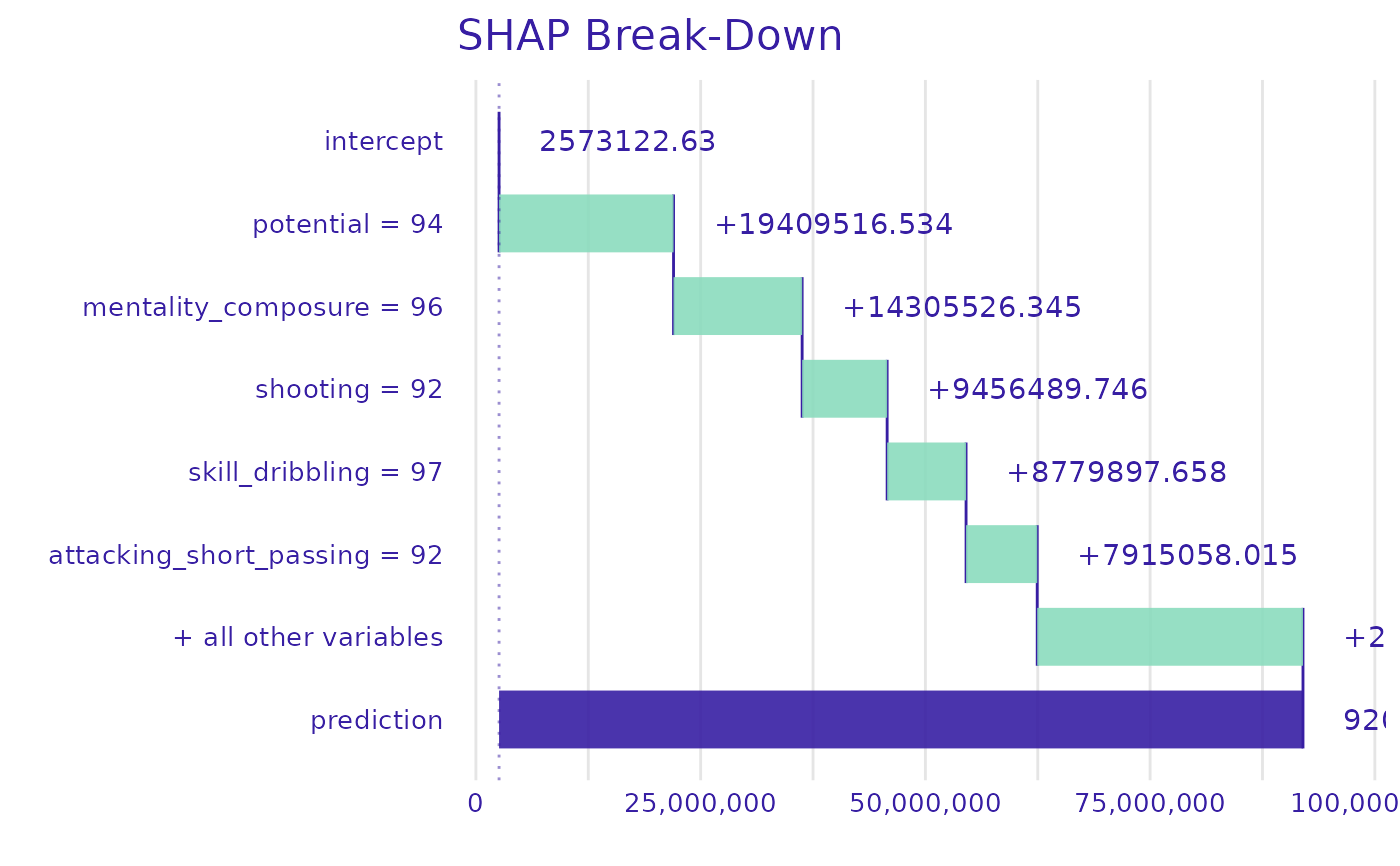 SHAP Break-Down
intercept 2573122.63
potential = 94 +19409516.534
mentality_composure = 96 +14305526.345
shooting = 92 +9456489.746
skill_dribbling = 97 +8779897.658
attacking_short_passing = 92 +7915058.015
+ all other variables +2
prediction 92
0 25,000,000 50,000,000 75,000,000 100,000